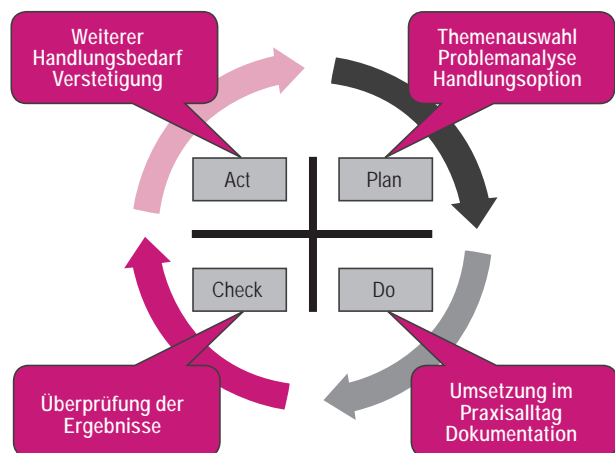 Weiterer
Handlungsbedarf
Verstetigung
Themenauswahl
Problemanalyse
Handlungsoption
Act
Plan
Check
Do
Überprüfung der
Ergebnisse
Umsetzung im
Praxisalltag
Dokumentation